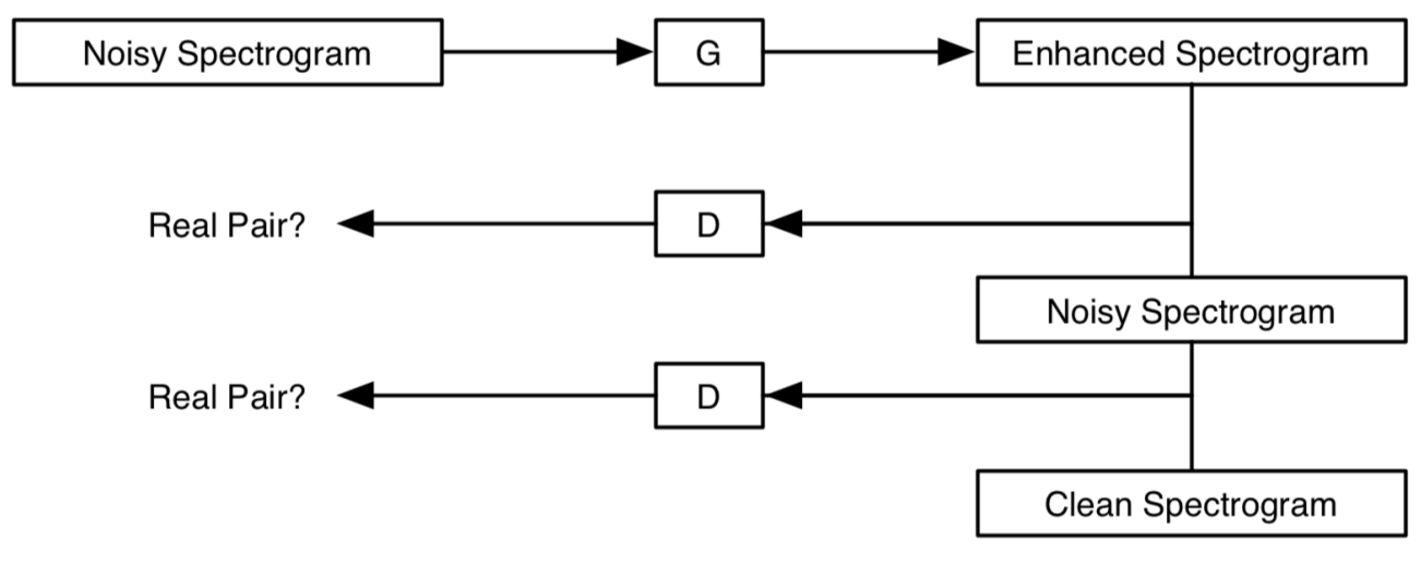 Noisy Spectrogram
G
Enhanced Spectrogram
Real Pair?
D
Noisy Spectrogram
Real Pair?
D
Clean Spectrogram